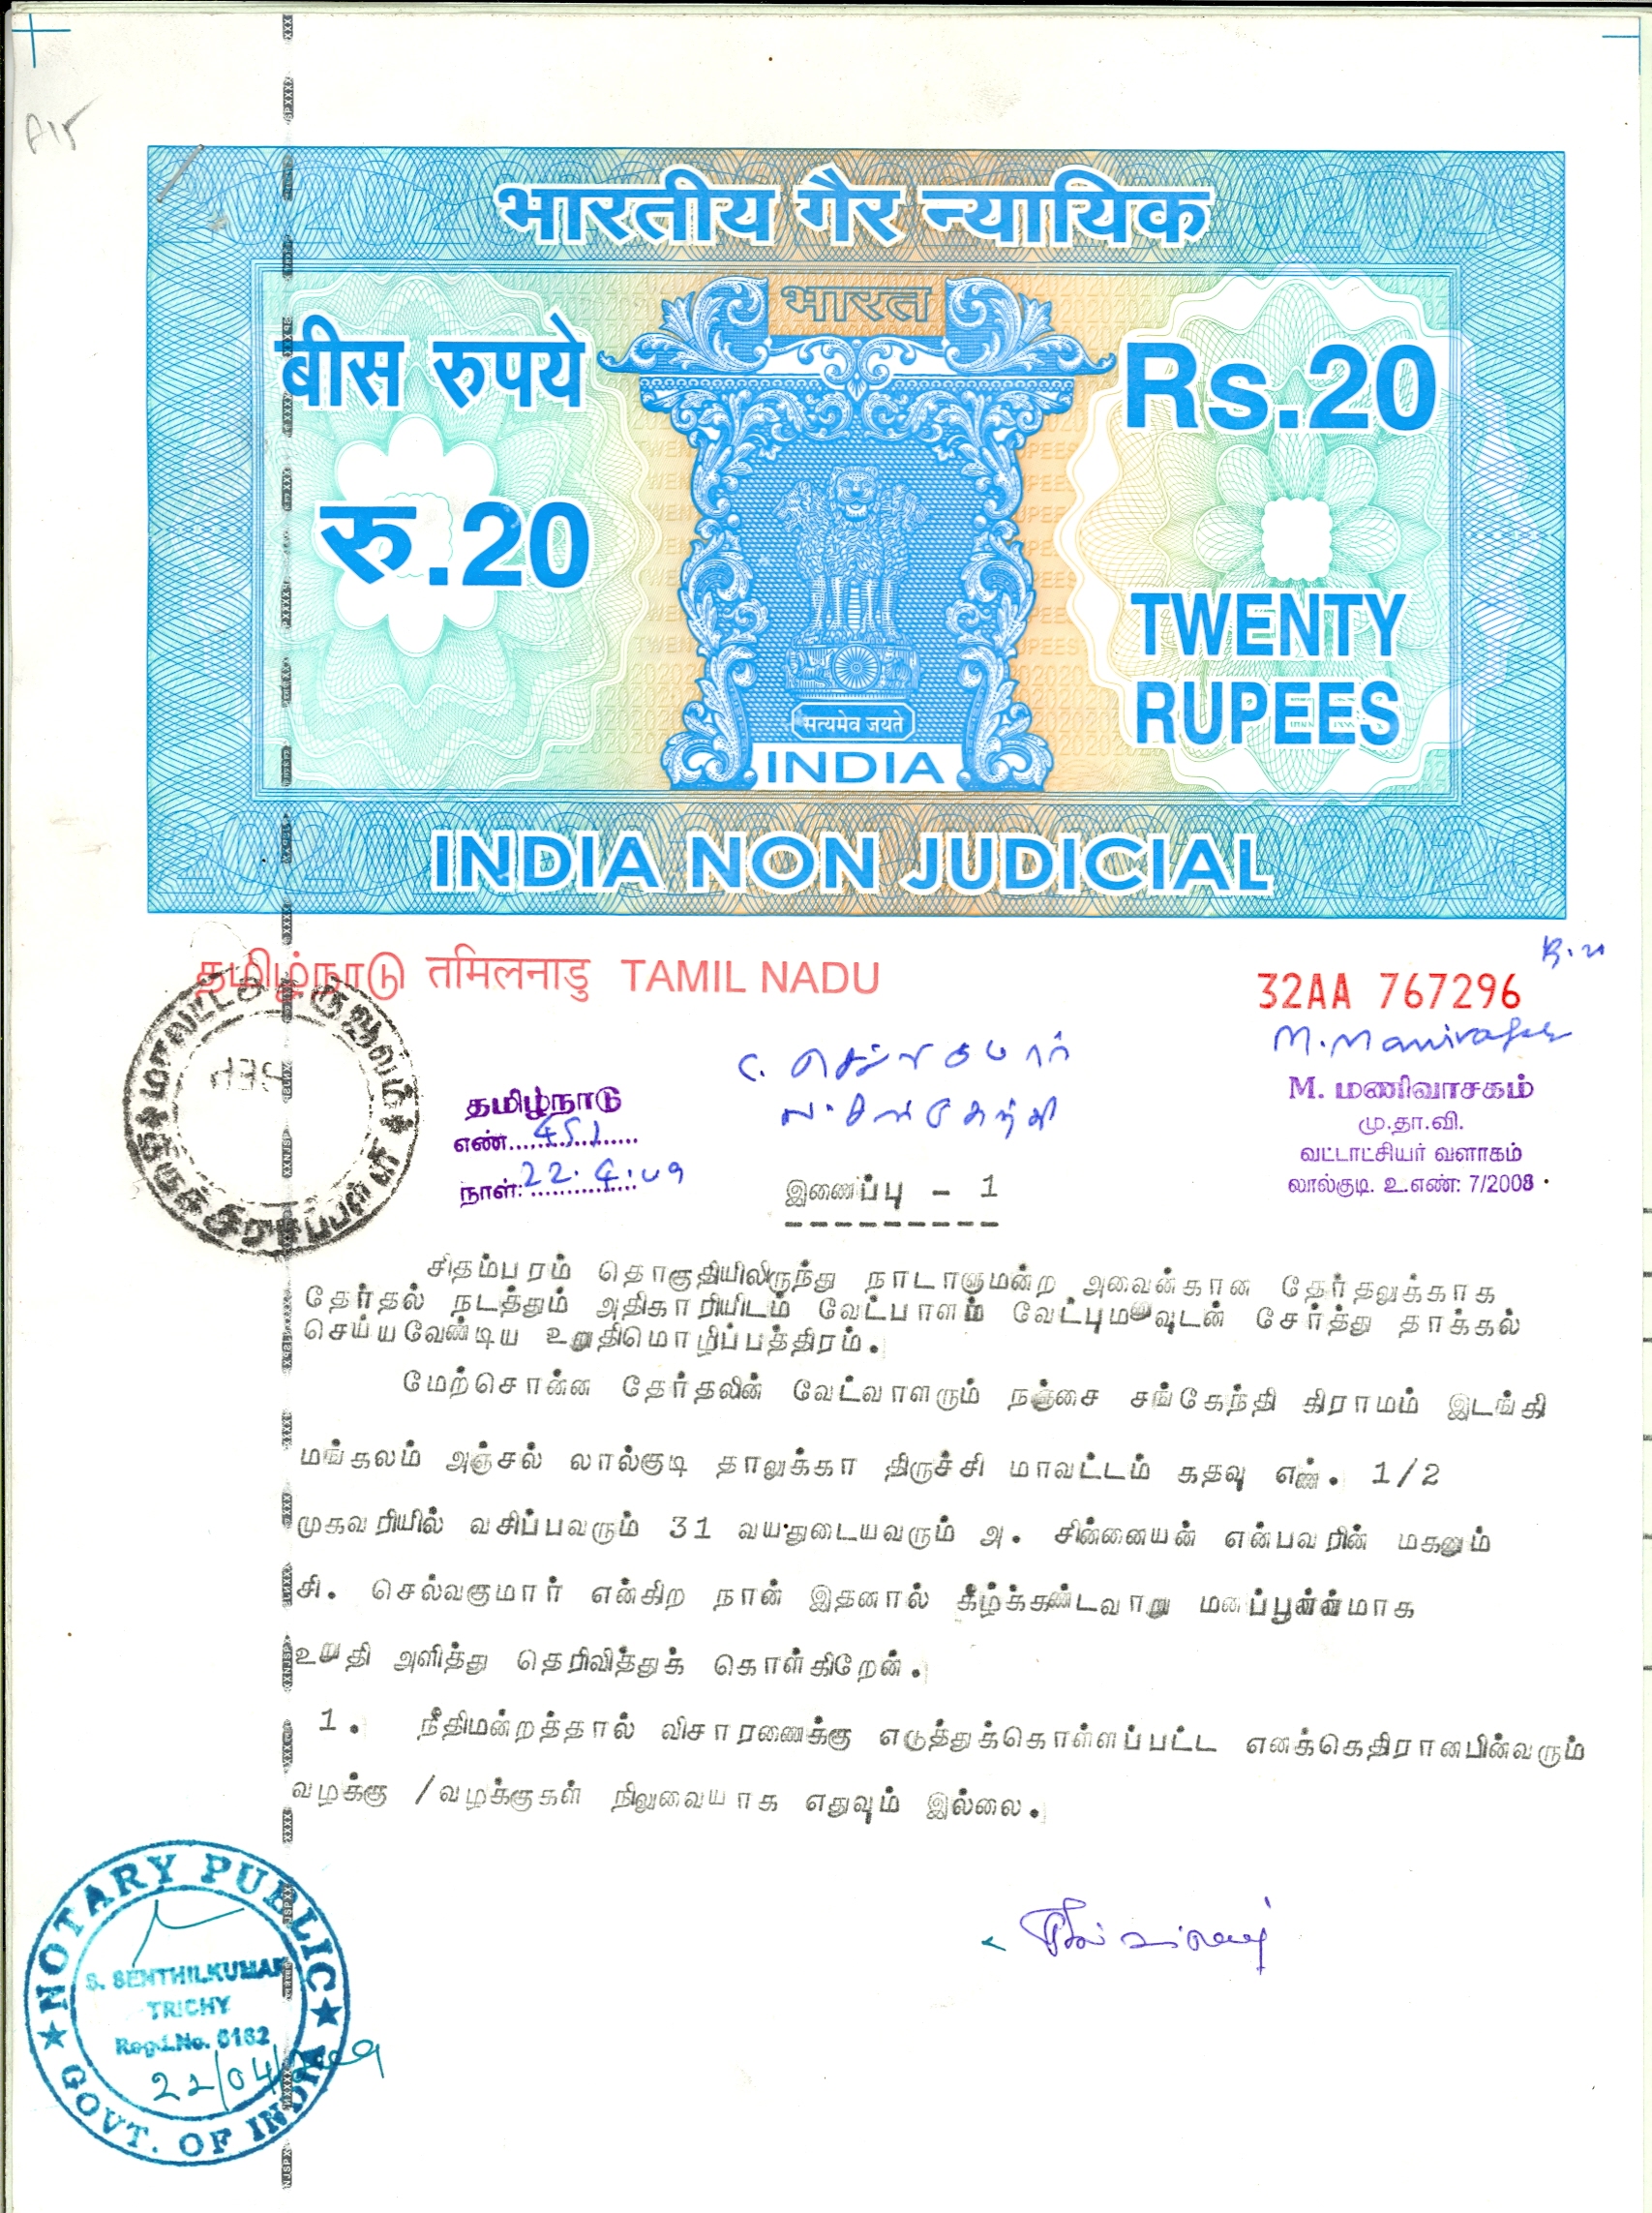 भारतीय गैर न्यायिक
भारत
बीस रुपये
Rs.20
रु.20
TWENTY
RUPEES
सत्यमेव जयते
INDIA
INDIA NON JUDICIAL
தமிழ்நாடு तमिलनाडु TAMIL NADU
32AA 767296
C. செல்வகுமார்
தமிழ்நாடு
எண்....451
நாள்: 22.4.09
M. மணிவாசகம்
மு.தா.வி.
வட்டாட்சியர் வளாகம்
லால்குடி. உ.எண்: 7/2008
இணைப்பு - 1
சிதம்பரம் தொகுதியிலிருந்து நாடாளுமன்ற அவைக்கான தேர்தலுக்காக
தேர்தல் நடத்தும் அதிகாரியிடம் வேட்பாளம் வேட்புமனுவுடன் சேர்த்து தாக்கல்
செய்யவேண்டிய உறுதிமொழிப்பத்திரம்.
மேற்சொன்ன தேர்தலின் வேட்வாளரும் நஞ்சை சங்கேந்தி கிராமம் இடங்கி
மங்கலம் அஞ்சல் லால்குடி தாலுக்கா திருச்சி மாவட்டம் கதவு எண். 1/2
முகவரியில் வசிப்பவரும் 31 வயதுடையவரும் அ. சின்னையன் என்பவரின் மகனும்
சி. செல்வகுமார் என்கிற நான் இதனால் கீழ்க்கண்டவாறு மனப்பூர்வமாக
உறுதி அளித்து தெரிவித்துக் கொள்கிறேன்.
1. நீதிமன்றத்தால் விசாரணைக்கு எடுத்துக்கொள்ளப்பட்ட எனக்கெதிரானபின்வரும்
வழக்கு /வழக்குகள் நிலுவையாக எதுவும் இல்லை.
NOTARY PUBLIC
S. SENTHILKUMAR
TRICHY
Regd.No. 6182
22/04/2009
GOVT. OF INDIA